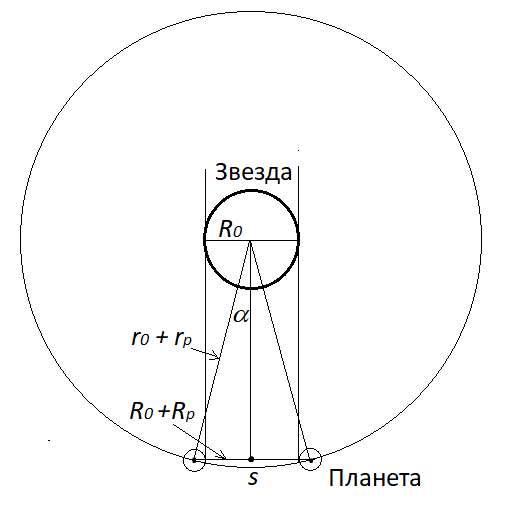 Звезда
R0
α
r0 + rp
R0 +Rp
s
Планета